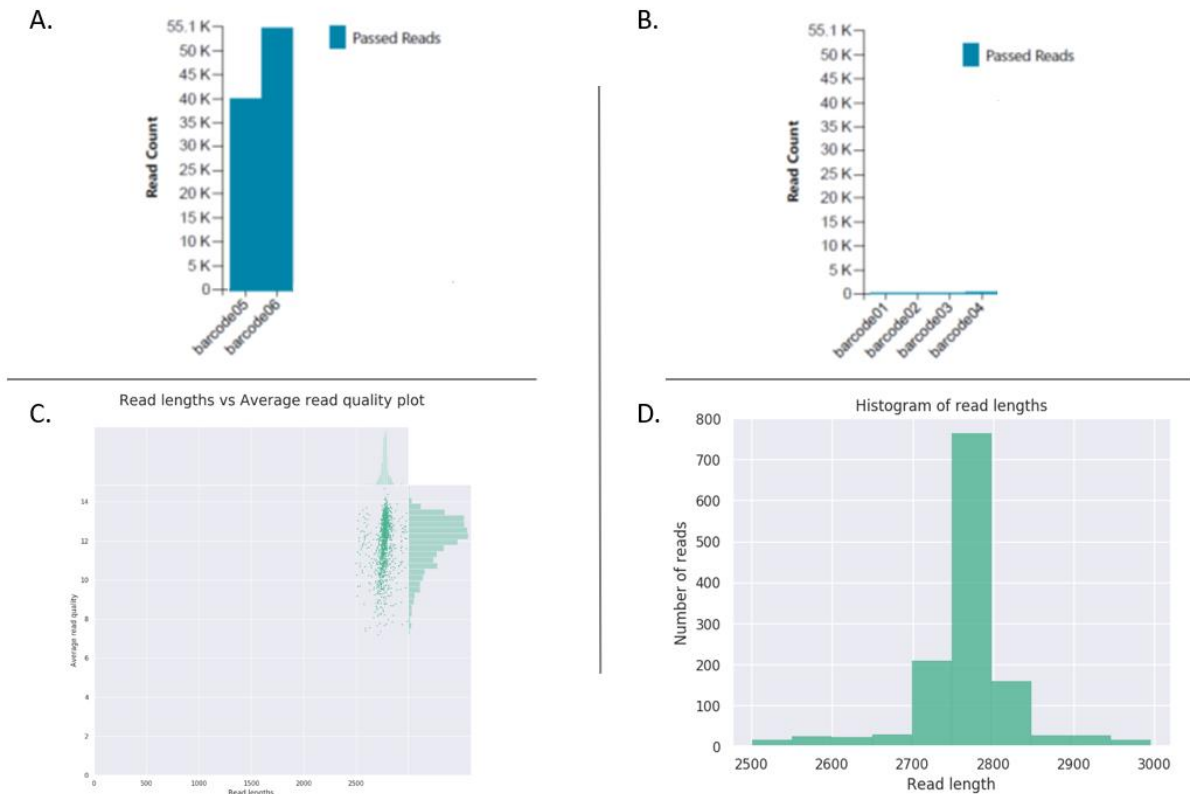 A.
55.1 K
50 K
45 K
40 K
35 K
30 K
25 K
20 K
15 K
10 K
5 K
0
Read Count
barcode05
barcode06
Passed Reads
B.
55.1 K
50 K
45 K
40 K
35 K
30 K
25 K
20 K
15 K
10 K
5 K
0
Read Count
barcode01
barcode02
barcode03
barcode04
Passed Reads
C.
Read lengths vs Average read quality plot
14
12
10
8
6
4
2
0
Average read quality
0 500 1000 1500 2000 2500
Read lengths
D.
Histogram of read lengths
800
700
600
500
400
300
200
100
0
Number of reads
2500 2600 2700 2800 2900 3000
Read length